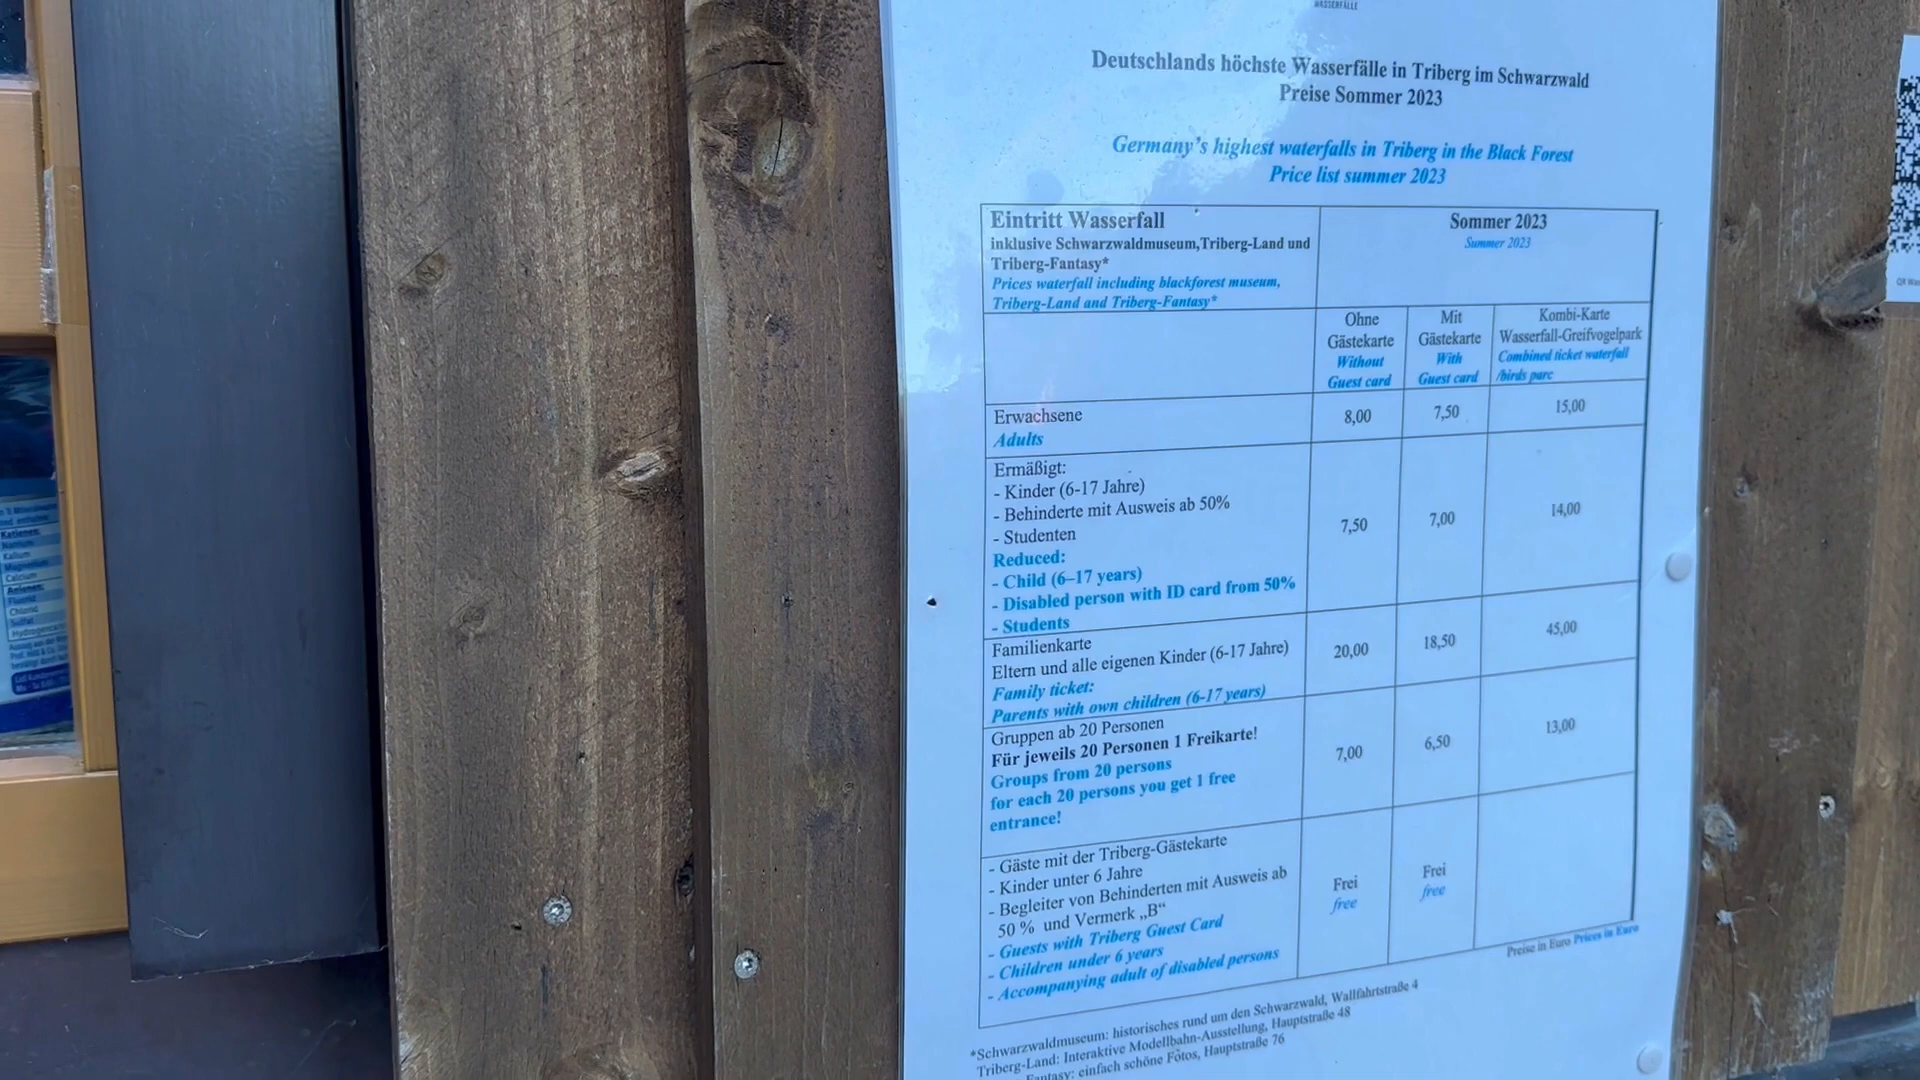 WASSERFÄLLE
Deutschlands höchste Wasserfälle in Triberg im Schwarzwald
Preise Sommer 2023
Germany's highest waterfalls in Triberg in the Black Forest
Price list summer 2023
Eintritt Wasserfall
inklusive Schwarzwaldmuseum,Triberg-Land und
Triberg-Fantasy*
Prices waterfall including blackforest museum,
Triberg-Land and Triberg-Fantasy*
Sommer 2023
Summer 2023
Ohne
Gästekarte
Without
Guest card
Mit
Gästekarte
With
Guest card
Kombi-Karte
Wasserfall-Greifvogelpark
Combined ticket waterfall
/birds parc
Erwachsene
Adults
8,00
7,50
15,00
Ermäßigt:
- Kinder (6-17 Jahre)
- Behinderte mit Ausweis ab 50%
- Studenten
Reduced:
- Child (6–17 years)
- Disabled person with ID card from 50%
- Students
7,50
7,00
14,00
Familienkarte
Eltern und alle eigenen Kinder (6-17 Jahre)
Family ticket:
Parents with own children (6-17 years)
20,00
18,50
45,00
Gruppen ab 20 Personen
Für jeweils 20 Personen 1 Freikarte!
Groups from 20 persons
for each 20 persons you get 1 free
entrance!
7,00
6,50
13,00
- Gäste mit der Triberg-Gästekarte
- Kinder unter 6 Jahre
- Begleiter von Behinderten mit Ausweis ab
50 % und Vermerk „B“
- Guests with Triberg Guest Card
- Children under 6 years
- Accompanying adult of disabled persons
Frei
free
Frei
free
Preise in Euro Prices in Euro
*Schwarzwaldmuseum: historisches rund um den Schwarzwald, Wallfahrtstraße 4
Triberg-Land: Interaktive Modellbahn-Ausstellung, Hauptstraße 48
Fantasy: einfach schöne Fotos, Hauptstraße 76
Kationen:
Natrium
Kalium
Magnesium
Calcium
Anionen:
Fluorid
Chlorid
Sulfat
QR